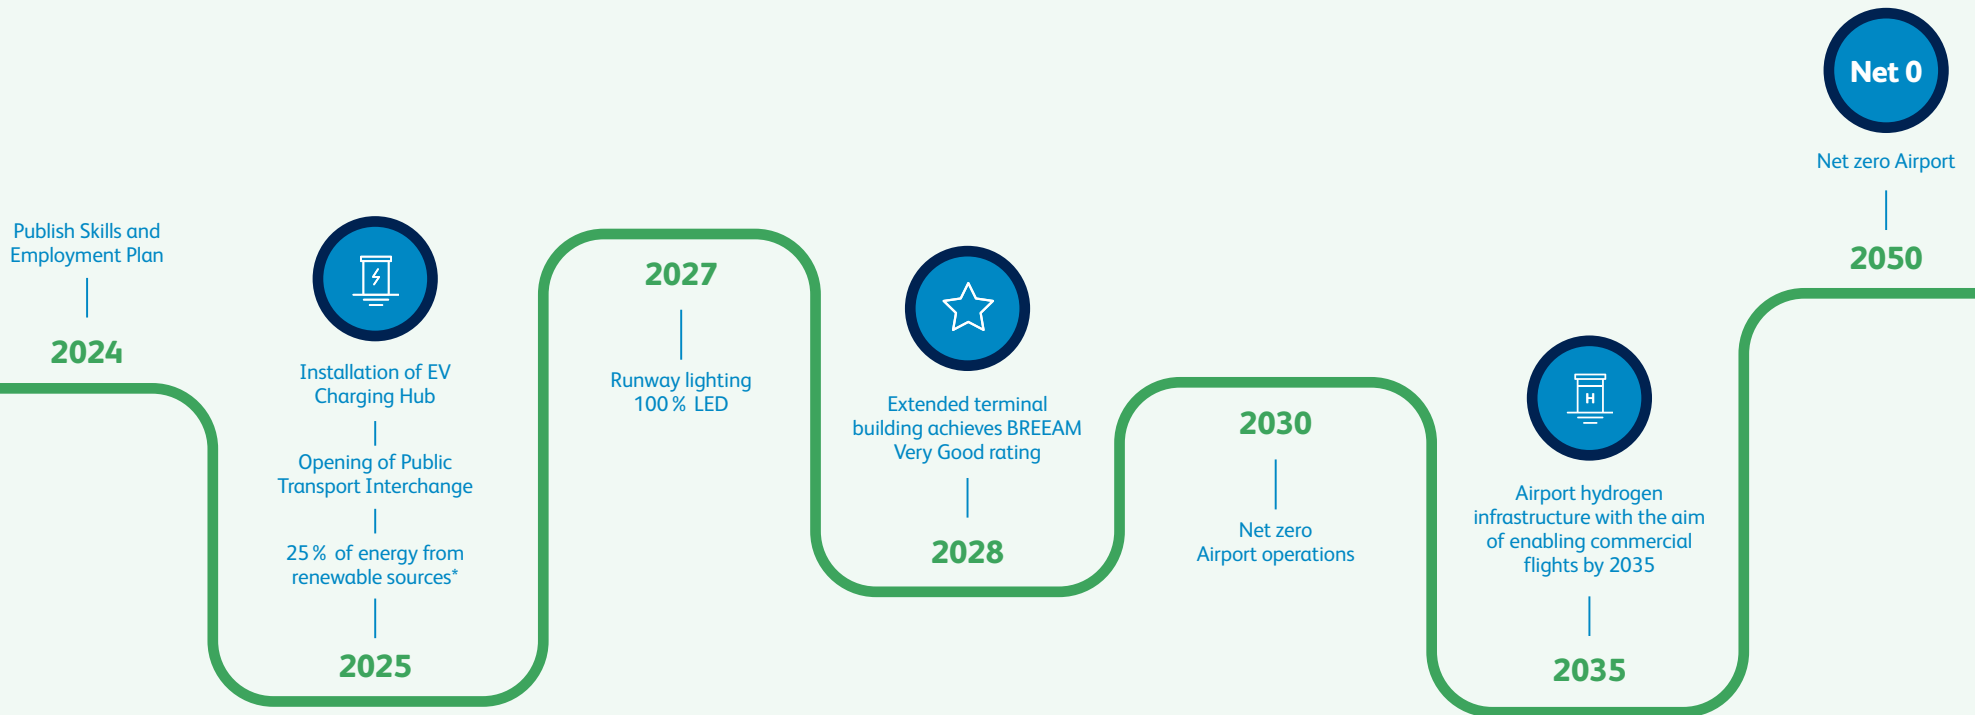 Publish Skills and
Employment Plan
2024
Installation of EV
Charging Hub
Opening of Public
Transport Interchange
25% of energy from
renewable sources*
2025
2027
Runway lighting
100% LED
Extended terminal
building achieves BREEAM
Very Good rating
2028
2030
Net zero
Airport operations
H
Airport hydrogen
infrastructure with the aim
of enabling commercial
flights by 2035
2035
Net 0
Net zero Airport
2050